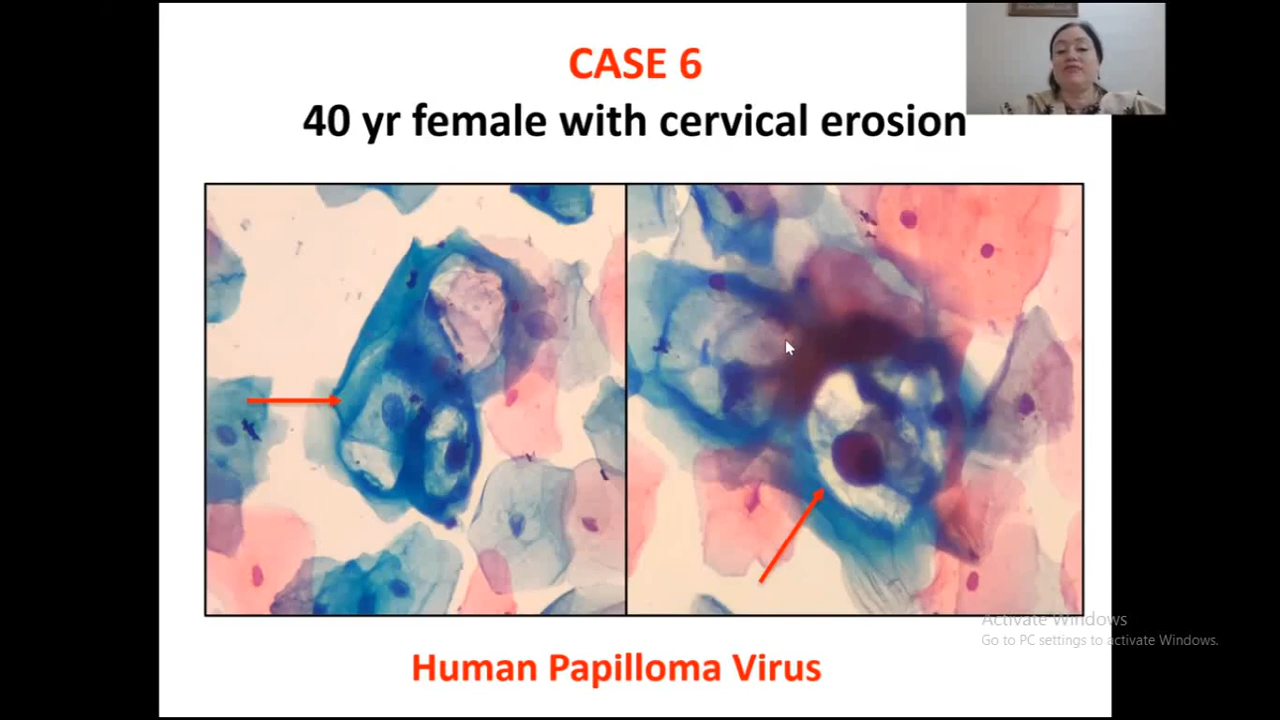 CASE 6
40 yr female with cervical erosion
Human Papilloma Virus
Activate Windows
Go to PC settings to activate Windows.